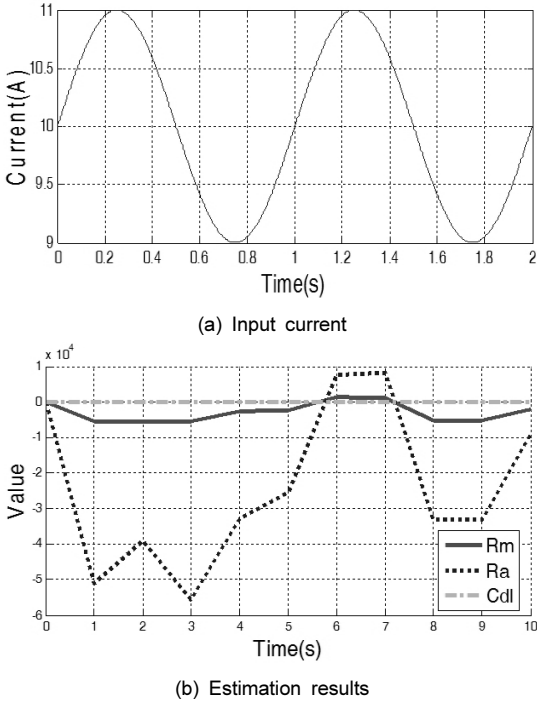 11
10.5
10
9.5
9
Current(A)
0 0.2 0.4 0.6 0.8 1 1.2 1.4 1.6 1.8 2
Time(s)
(a) Input current
x 10^4
1
0
-1
-2
-3
-4
-5
-6
Value
Rm
Ra
Cdl
0 1 2 3 4 5 6 7 8 9 10
Time(s)
(b) Estimation results